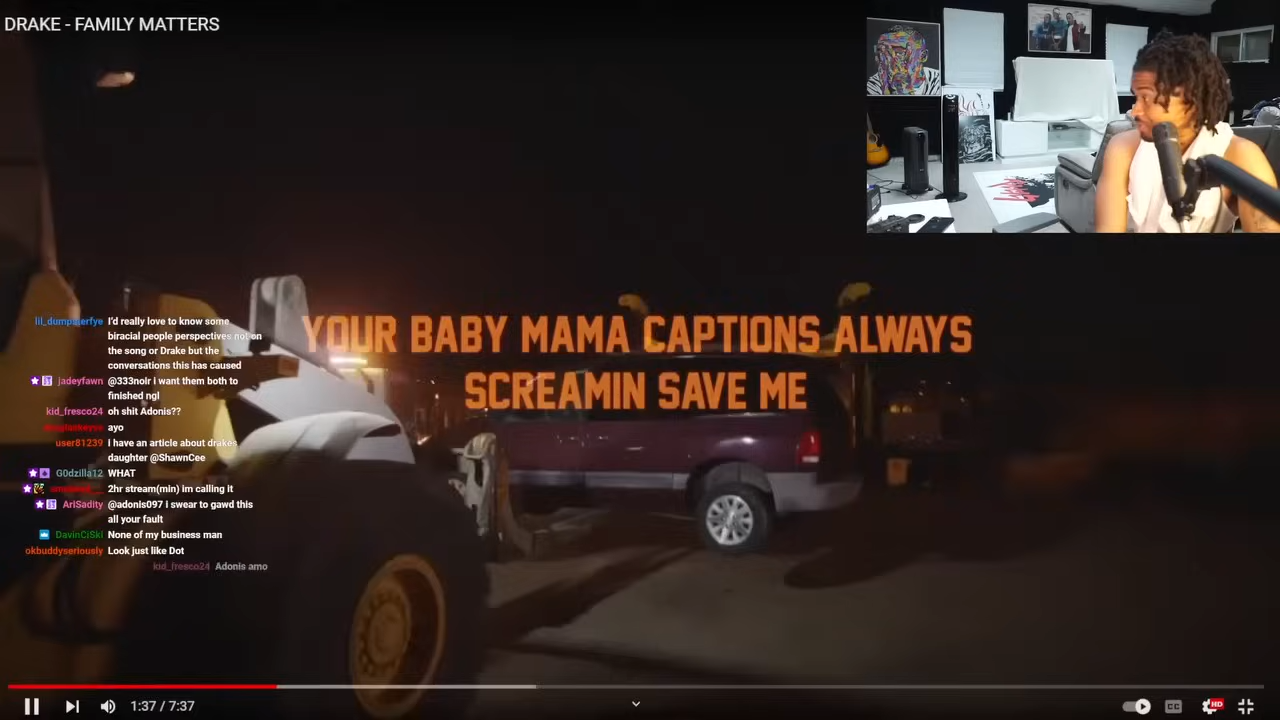 DRAKE - FAMILY MATTERS
YOUR BABY MAMA CAPTIONS ALWAYS
SCREAMIN SAVE ME
I'd really love to know some
biracial people perspectives not on
the song or Drake but the
conversations this has caused
jadeyfawn @333noir i want them both to
finished ngl
kid_fresco24 oh shit Adonis??
ayo
user81239 i have an article about drakes
daughter @ShawnCee
G0dzilla12 WHAT
2hr stream(min) im calling it
AriSadity @adonis097 i swear to gawd this
all your fault
DavinCiSki None of my business man
okbuddyseriously Look just like Dot
kid_fresco24 Adonis amo
1:37 / 7:37
CC
HD